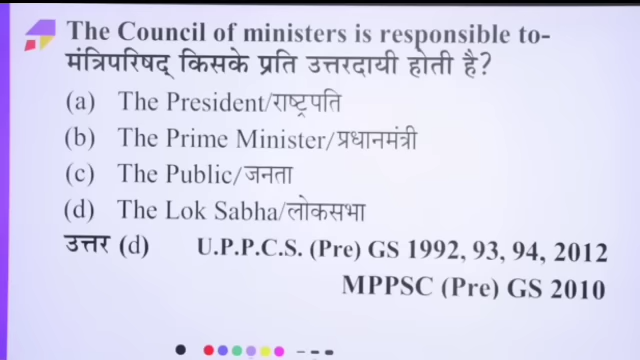 The Council of ministers is responsible to-
मंत्रिपरिषद् किसके प्रति उत्तरदायी होती है?
(a) The President/राष्ट्रपति
(b) The Prime Minister/प्रधानमंत्री
(c) The Public/जनता
(d) The Lok Sabha/लोकसभा
उत्तर (d) U.P.P.C.S. (Pre) GS 1992, 93, 94, 2012
MPPSC (Pre) GS 2010